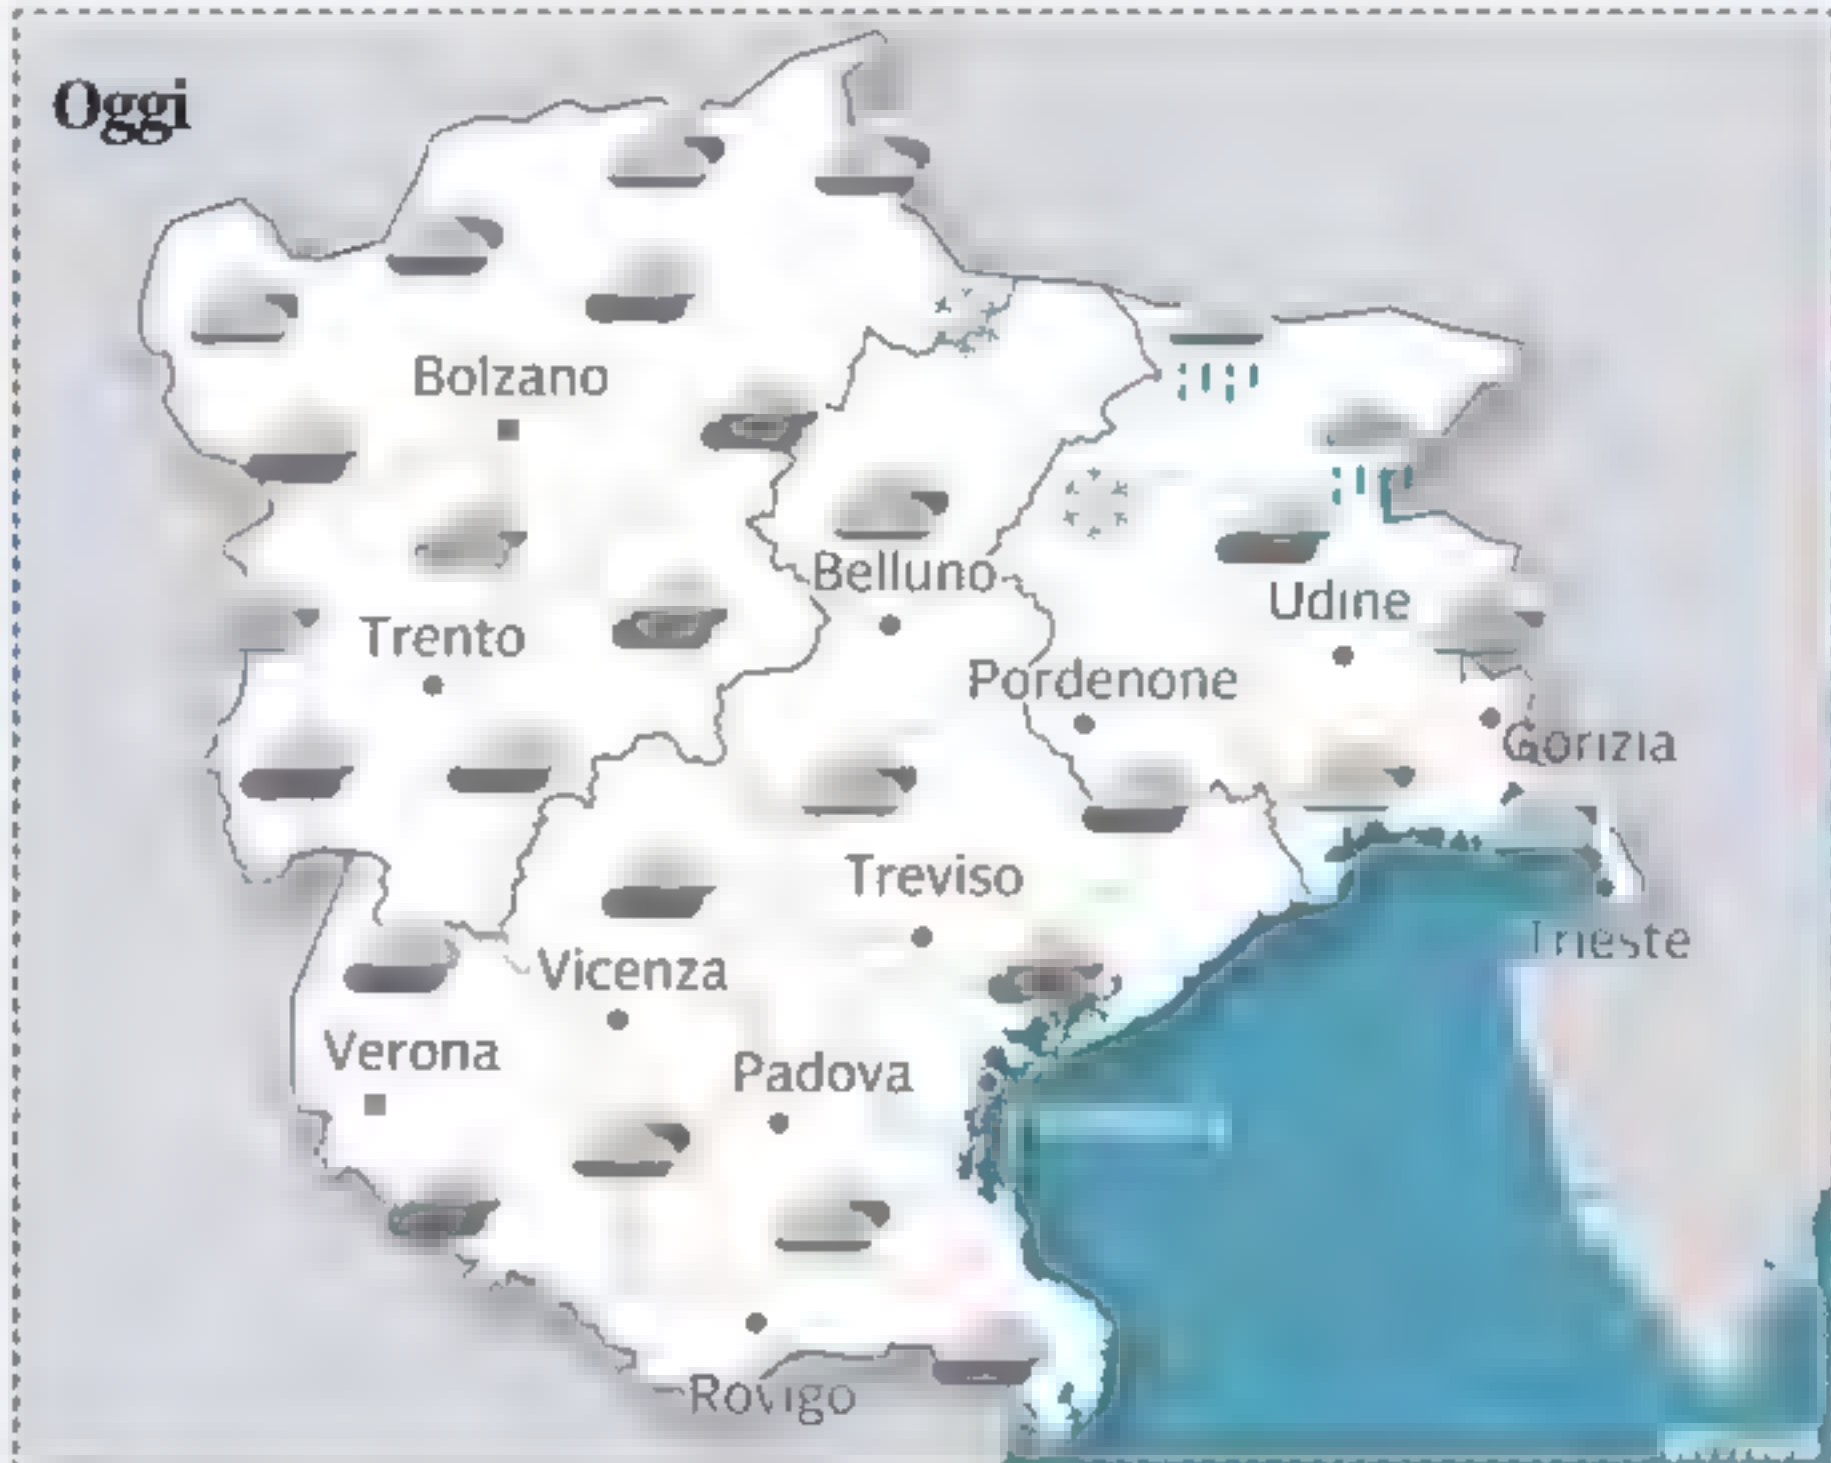 Oggi
Bolzano
Belluno
Udine
Trento
Pordenone
Gorizia
Treviso
Trieste
Vicenza
Verona
Padova
Rovigo